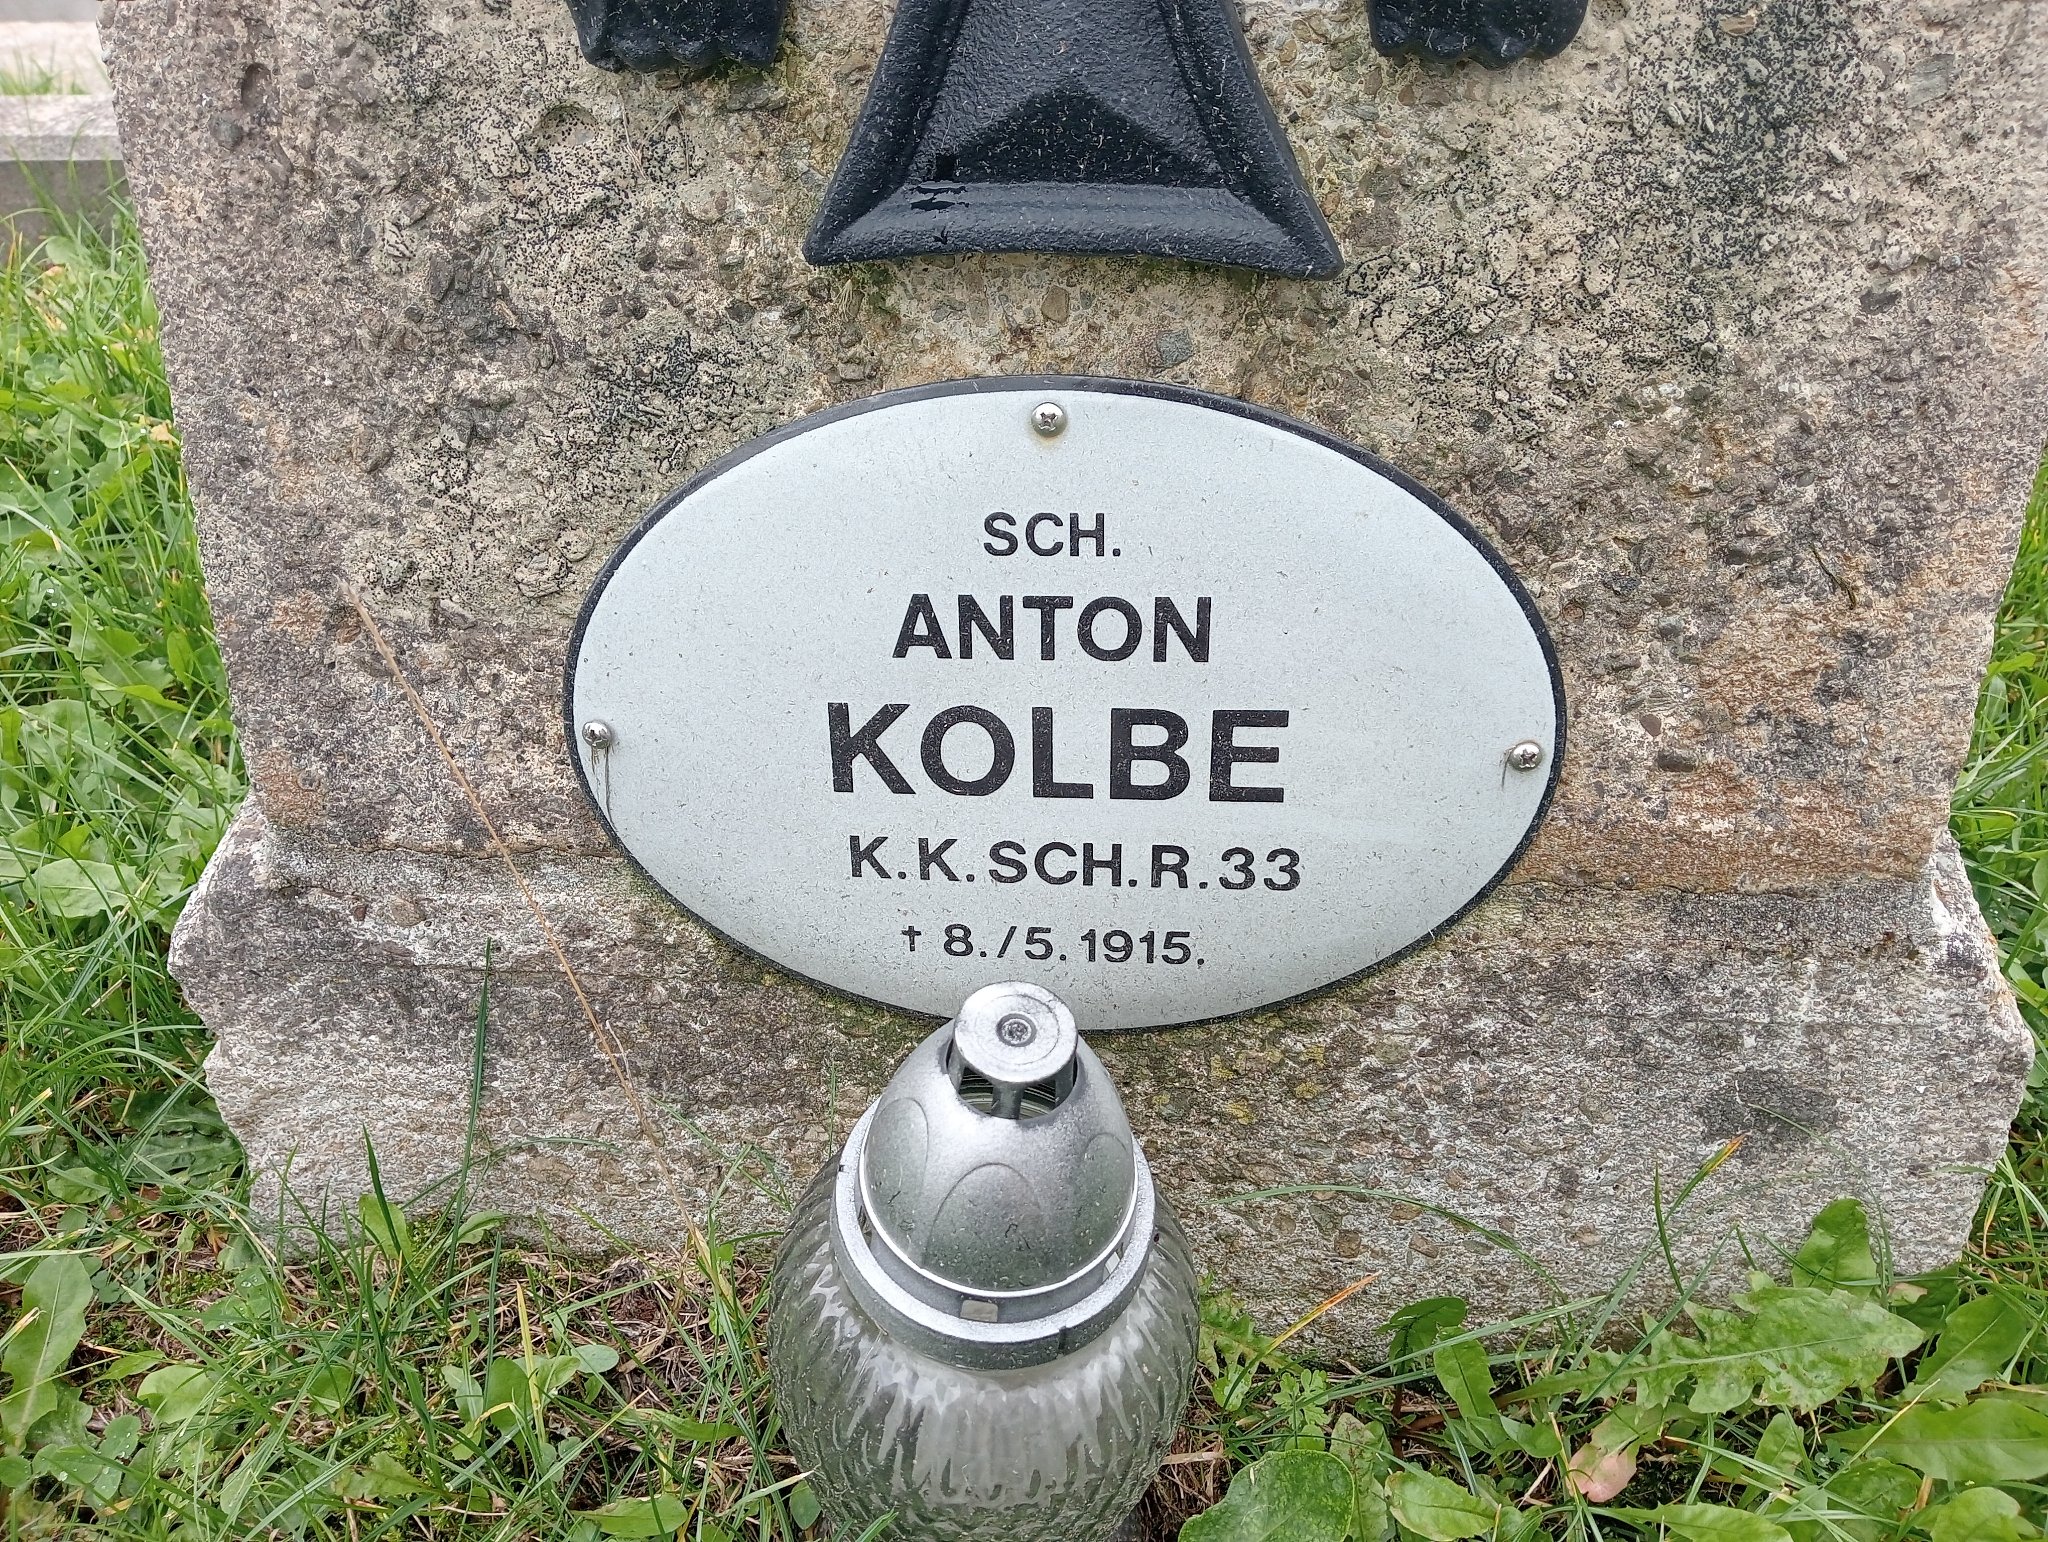 SCH.
ANTON
KOLBE
K.K.SCH.R.33
† 8./5.1915.